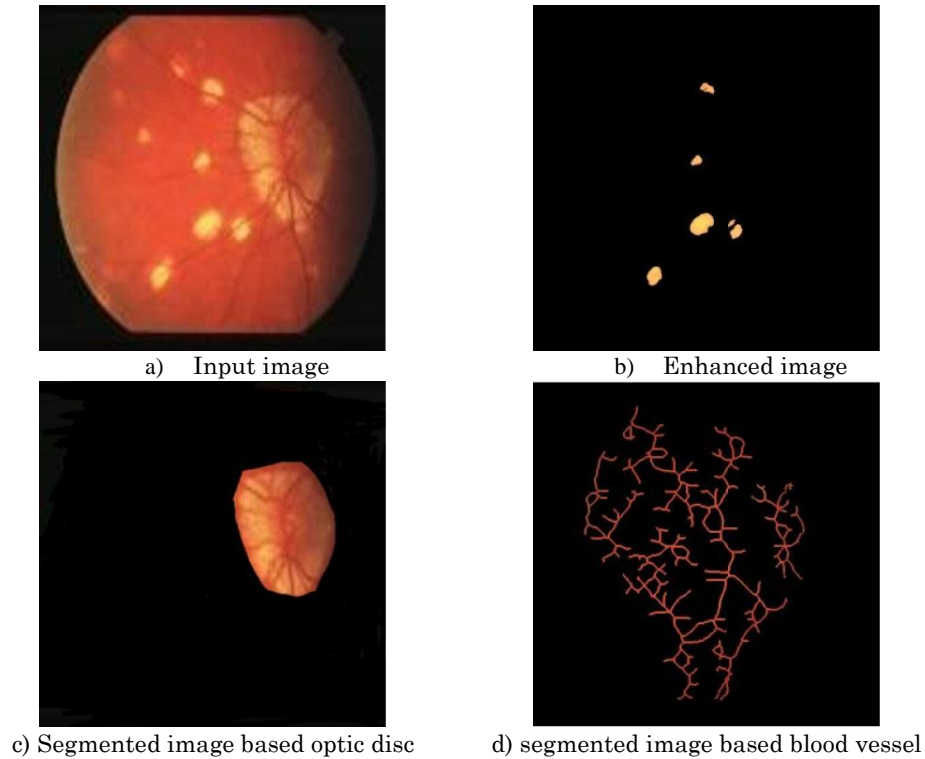 a) Input image
b) Enhanced image
c) Segmented image based optic disc
d) segmented image based blood vessel